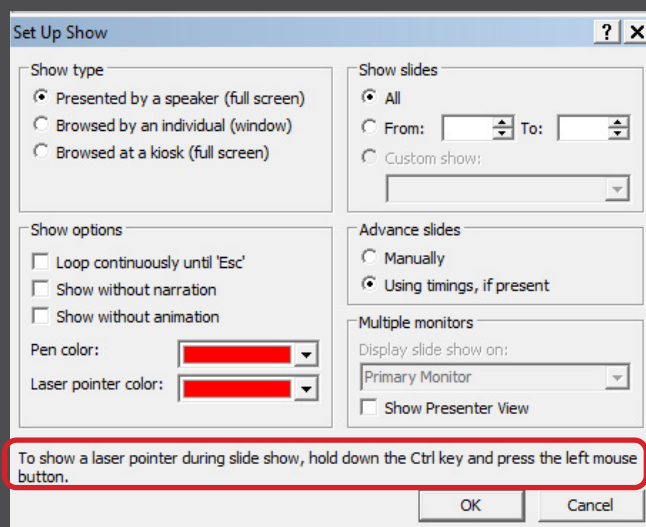 Set Up Show
Show type
Presented by a speaker (full screen)
Browsed by an individual (window)
Browsed at a kiosk (full screen)
Show slides
All
From: To:
Custom show:
Show options
Loop continuously until 'Esc'
Show without narration
Show without animation
Pen color:
Laser pointer color:
Advance slides
Manually
Using timings, if present
Multiple monitors
Display slide show on:
Primary Monitor
Show Presenter View
To show a laser pointer during slide show, hold down the Ctrl key and press the left mouse
button.
OK Cancel